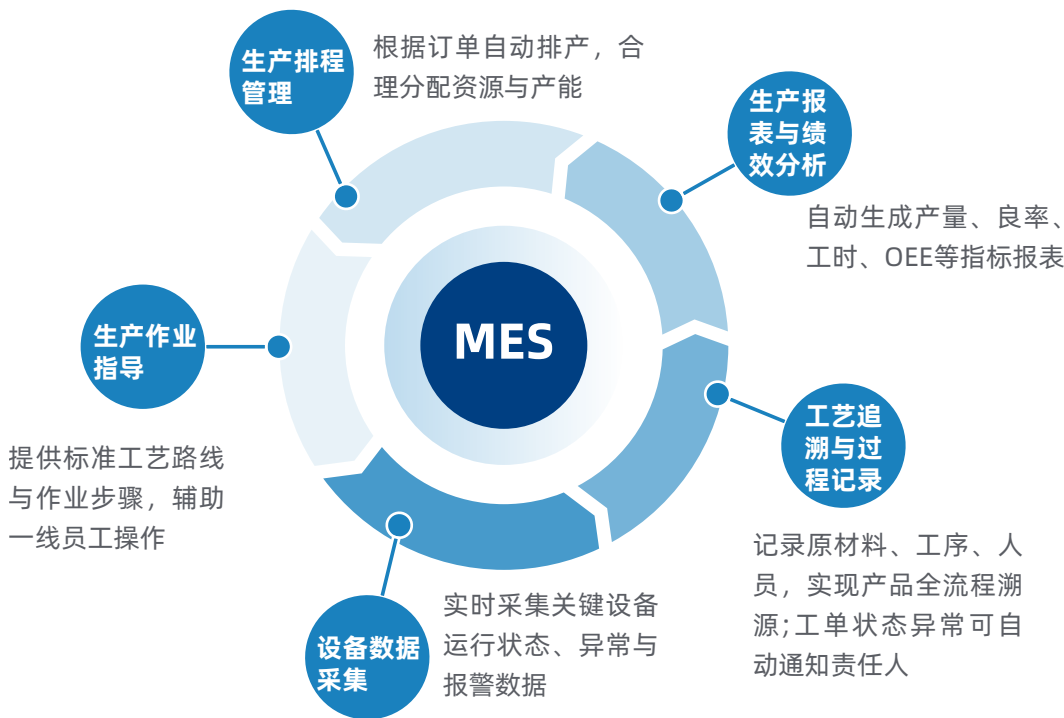 生产排程
管理
根据订单自动排产，合
理分配资源与产能
生产报
表与绩
效分析
自动生成产量、良率、
工时、OEE等指标报表
MES
生产作业
指导
提供标准工艺路线
与作业步骤，辅助
一线员工操作
工艺追
溯与过
程记录
记录原材料、工序、人
员，实现产品全流程溯
源;工单状态异常可自
动通知责任人
设备数据
采集
实时采集关键设备
运行状态、异常与
报警数据